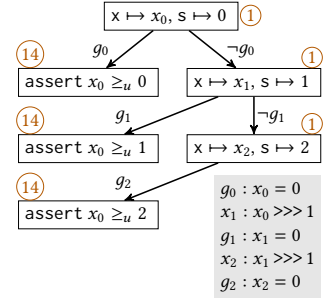 x ↦ x₀, s ↦ 0 1
g₀ ¬g₀
14 1
assert x₀ ≥ᵤ 0 x ↦ x₁, s ↦ 1
g₁ ¬g₁
14 1
assert x₀ ≥ᵤ 1 x ↦ x₂, s ↦ 2
g₂
14
assert x₀ ≥ᵤ 2
g₀ : x₀ = 0
x₁ : x₀ >>> 1
g₁ : x₁ = 0
x₂ : x₁ >>> 1
g₂ : x₂ = 0